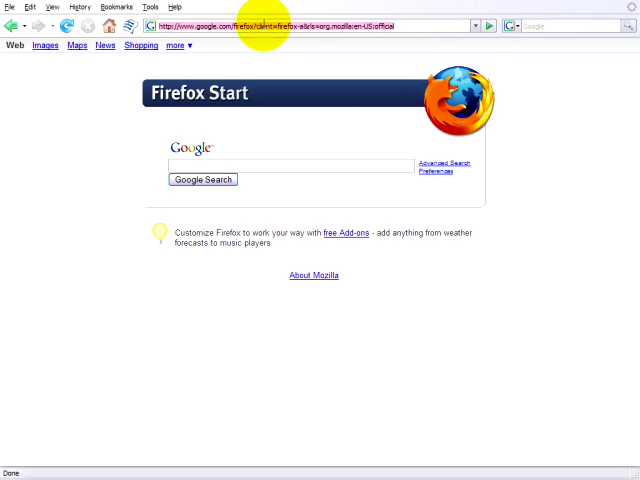 File Edit View History Bookmarks Tools Help
http://www.google.com/firefox?client=firefox-a&rls=org.mozilla:en-US:official
Google
Web Images Maps News Shopping more ▼
Firefox Start
Google™
Advanced Search
Preferences
Google Search
Customize Firefox to work your way with free Add-ons - add anything from weather
forecasts to music players.
About Mozilla
Done